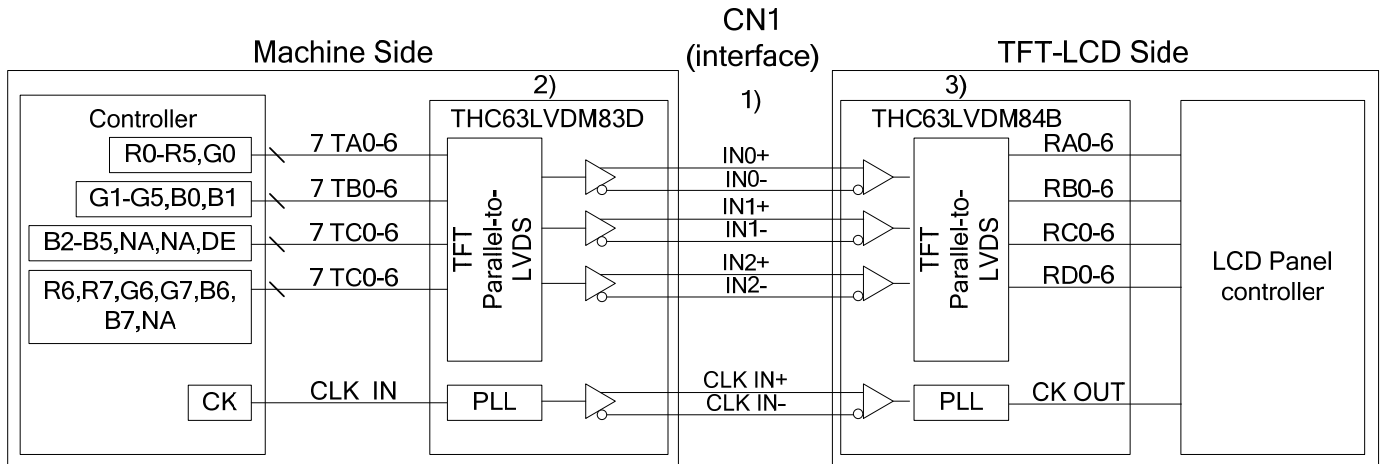 CN1
(interface)
1)
Machine Side
TFT-LCD Side
Controller
R0-R5,G0
G1-G5,B0,B1
B2-B5,NA,NA,DE
R6,R7,G6,G7,B6,
B7,NA
CK
7 TA0-6
7 TB0-6
7 TC0-6
7 TC0-6
CLK IN
2)
THC63LVDM83D
TFT
Parallel-to-
LVDS
PLL
IN0+
IN0-
IN1+
IN1-
IN2+
IN2-
CLK IN+
CLK IN-
3)
THC63LVDM84B
TFT
Parallel-to-
LVDS
PLL
RA0-6
RB0-6
RC0-6
RD0-6
CK OUT
LCD Panel
controller